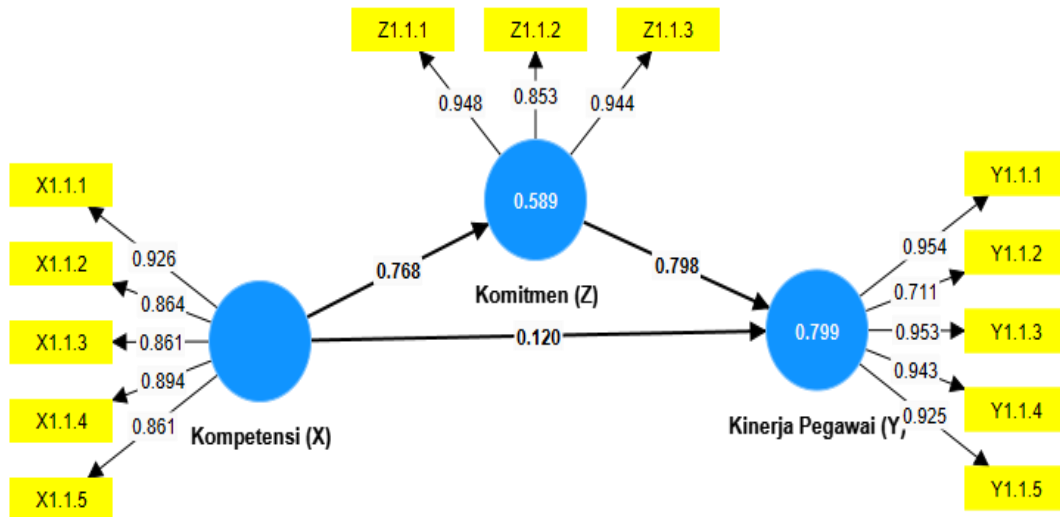 Z1.1.1
Z1.1.2
Z1.1.3
0.948
0.853
0.944
X1.1.1
X1.1.2
X1.1.3
X1.1.4
X1.1.5
0.926
0.864
0.861
0.894
0.861
Kompetensi (X)
0.768
0.589
Komitmen (Z)
0.798
0.120
0.799
Kinerja Pegawai (Y)
0.954
0.711
0.953
0.943
0.925
Y1.1.1
Y1.1.2
Y1.1.3
Y1.1.4
Y1.1.5